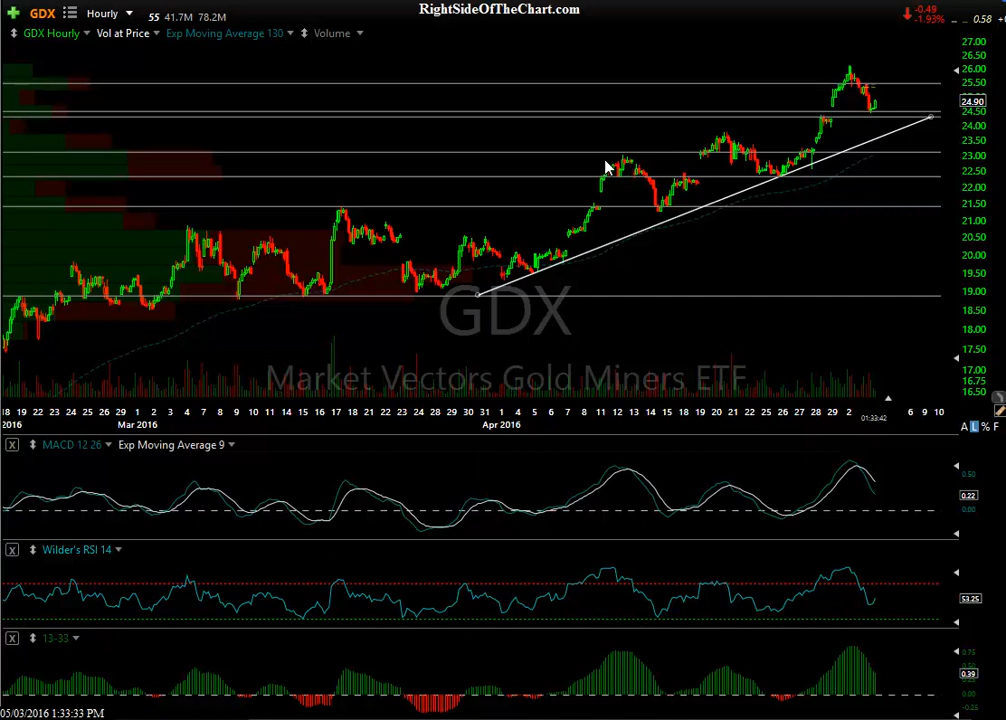 RightSideOfTheChart.com
GDX Hourly 55 41.7M 78.2M -0.49 -1.93% 0.58
GDX Hourly Vol at Price Exp Moving Average 130 Volume
27.00
26.50
26.00
25.50
24.90
24.50
24.00
23.50
23.00
22.50
22.00
21.50
21.00
20.50
20.00
19.50
19.00
18.50
18.00
17.50
17.00
16.75
16.50
GDX
Market Vectors Gold Miners ETF
18 19 22 23 24 25 26 29 1 2 3 4 7 8 9 10 11 14 15 16 17 18 21 22 23 24 28 29 30 31 1 4 5 6 7 8 11 12 13 14 15 18 19 20 21 22 25 26 27 28 29 2 6 9 10
2016 Mar 2016 Apr 2016 01:33:42
A L % F
X MACD 12 26 Exp Moving Average 9
0.50
0.22
0.00
X Wilder's RSI 14
53.25
X 13-33
0.75
0.50
0.39
0.00
-0.25
05/03/2016 1:33:33 PM